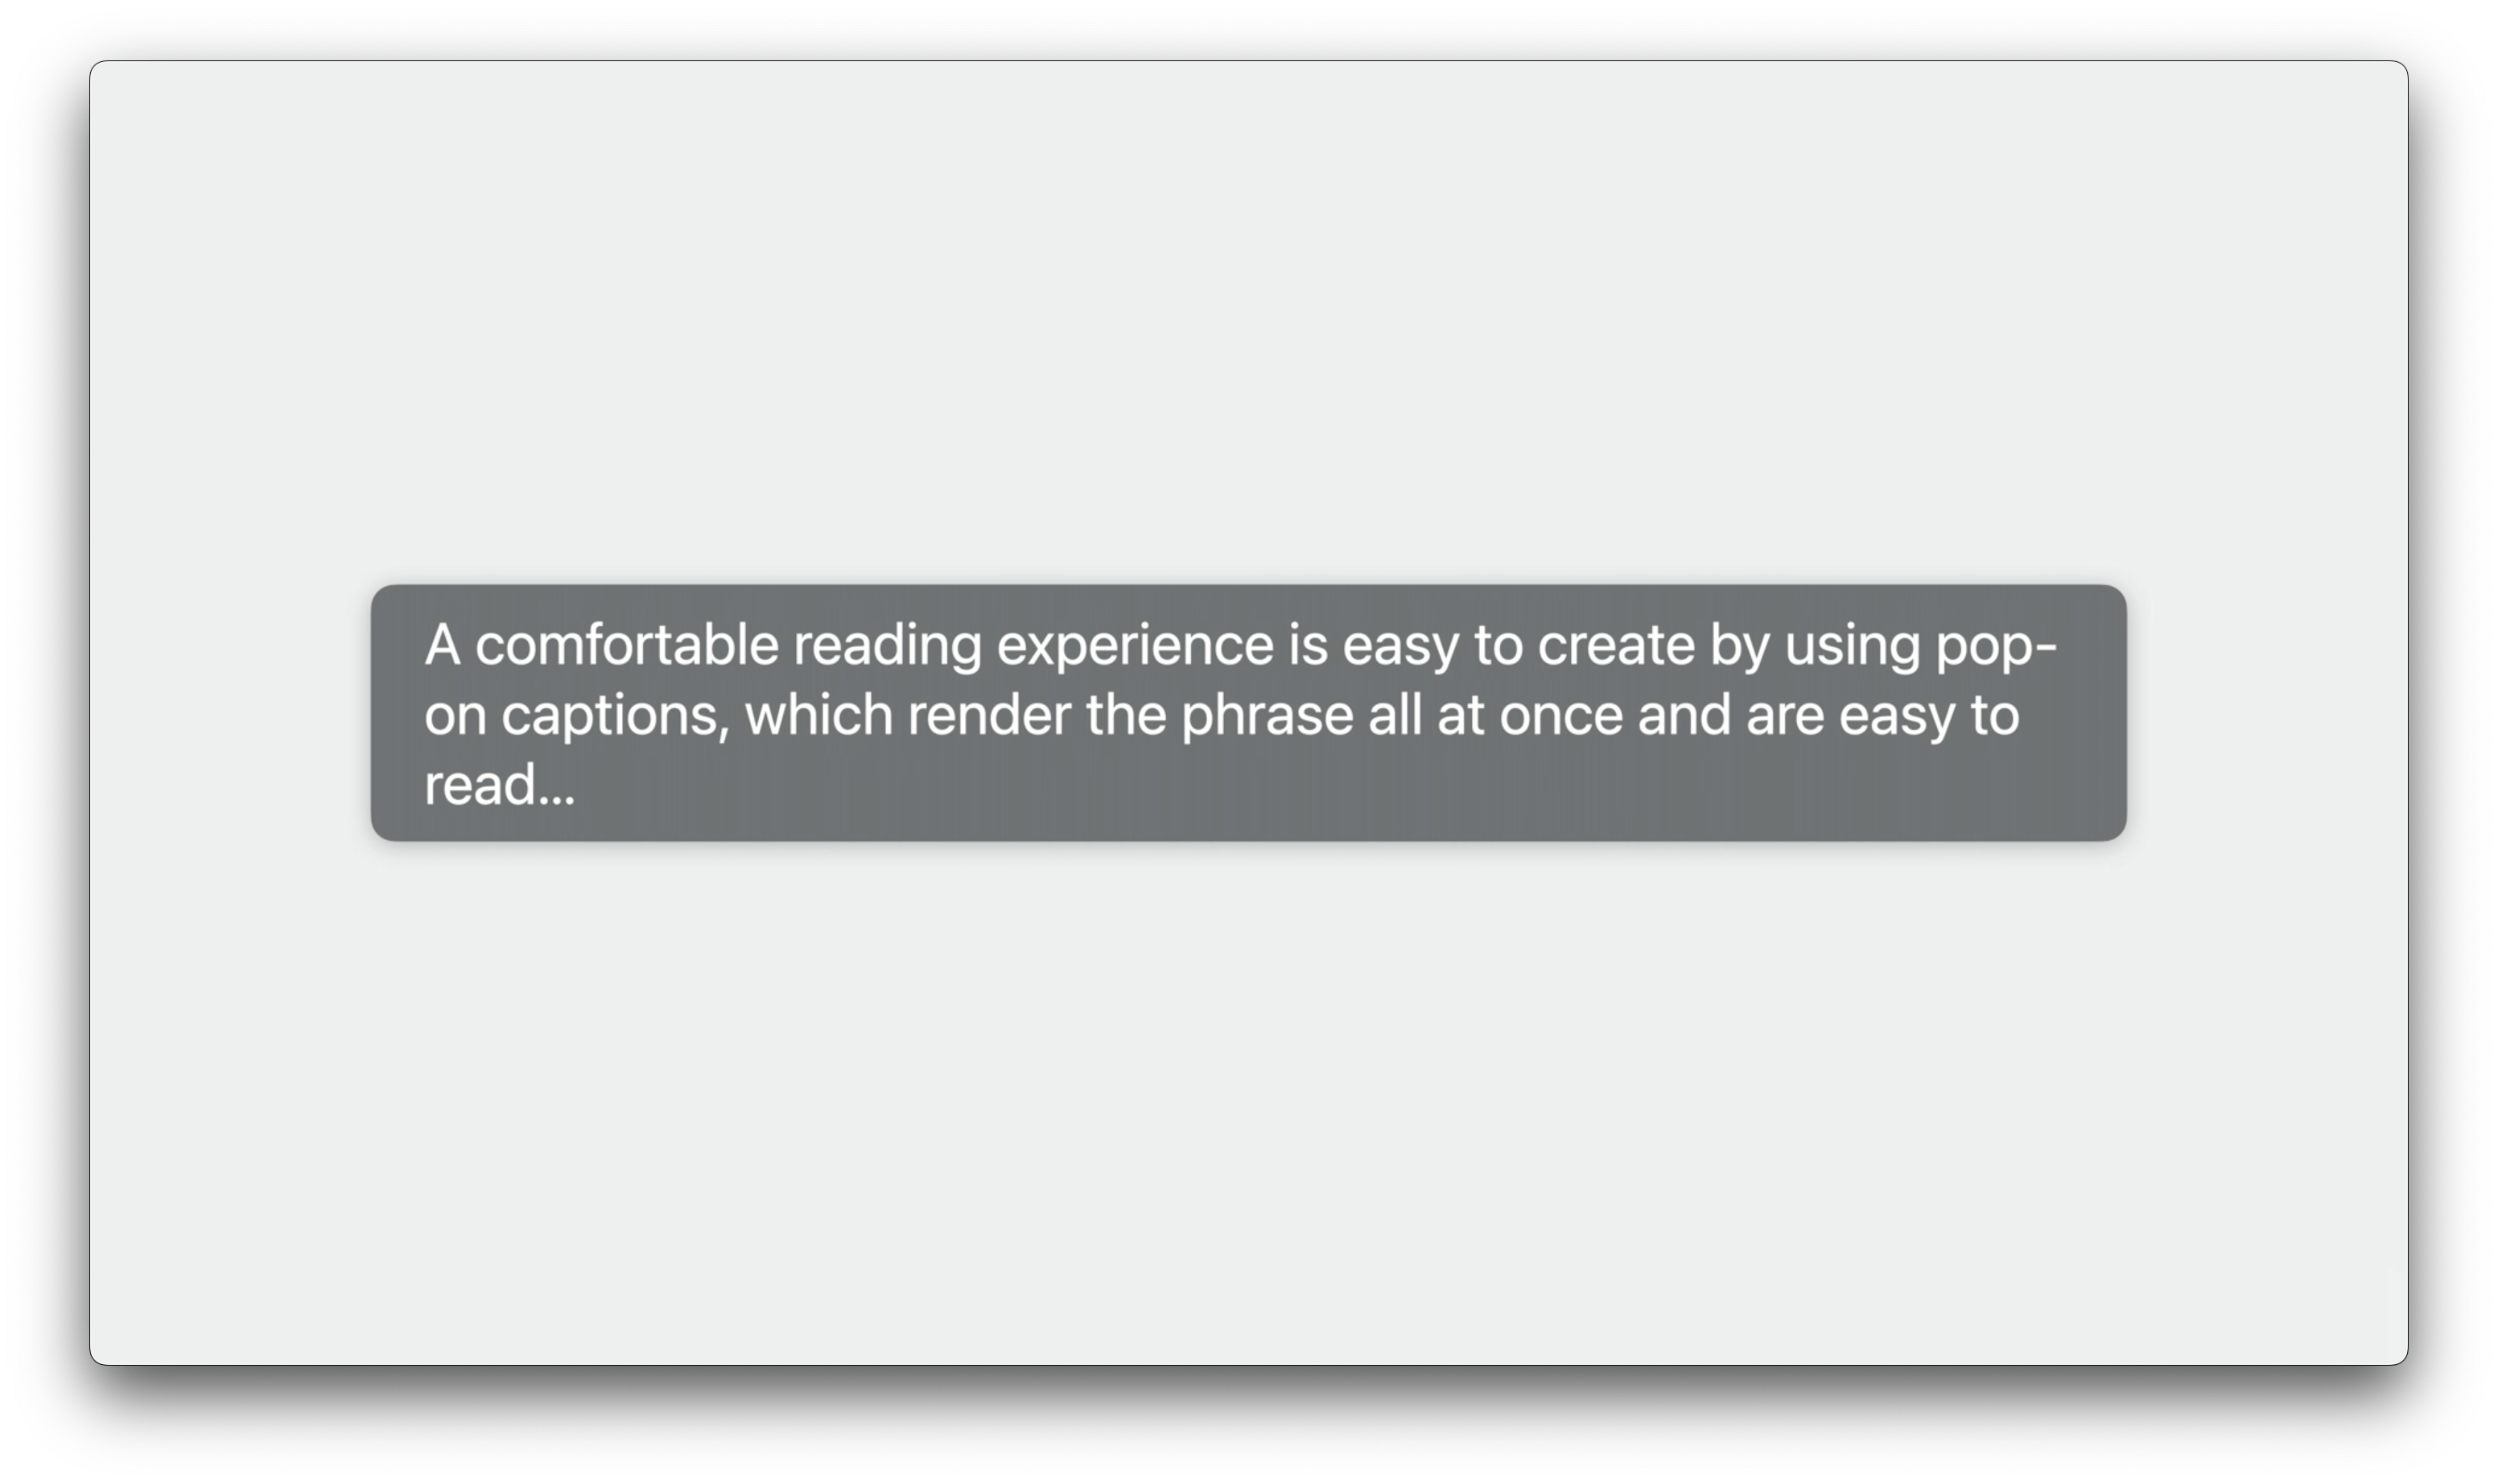 A comfortable reading experience is easy to create by using pop-
on captions, which render the phrase all at once and are easy to
read...